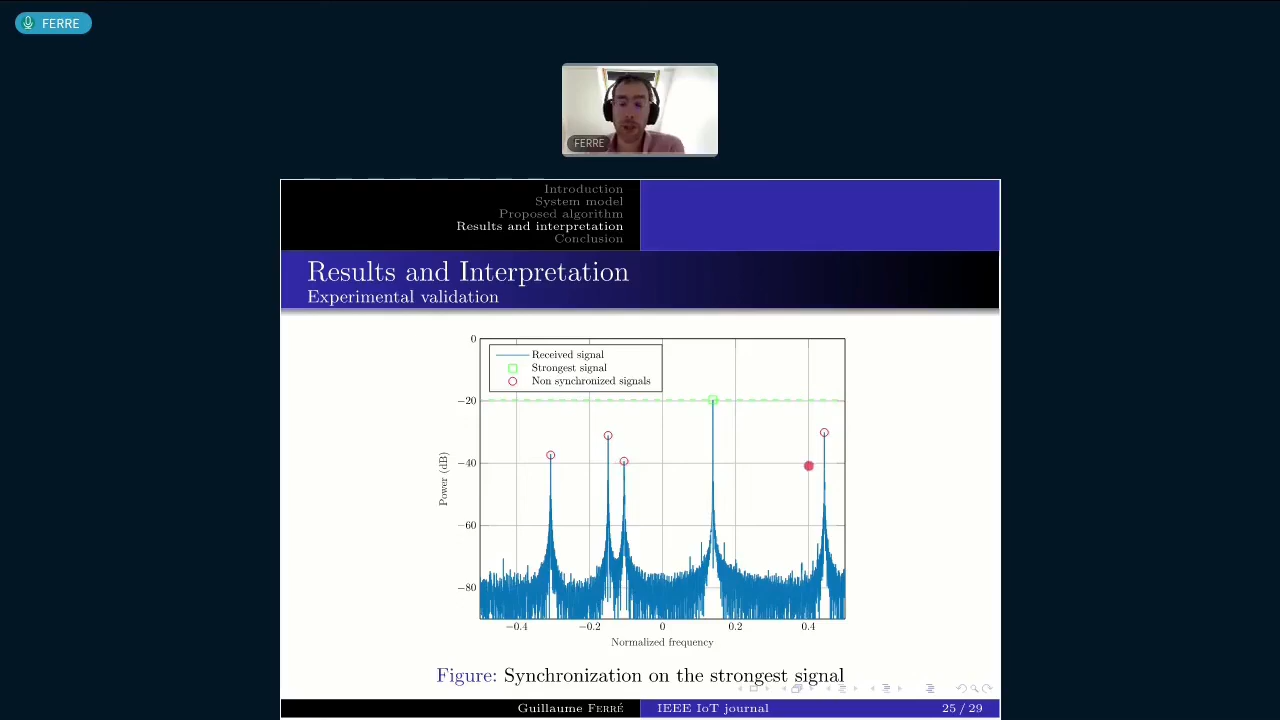 FERRE
FERRE
Introduction
System model
Proposed algorithm
Results and interpretation
Conclusion
Results and Interpretation
Experimental validation
0
−20
−40
−60
−80
Power (dB)
Received signal
Strongest signal
Non synchronized signals
−0.4
−0.2
0
0.2
0.4
Normalized frequency
Figure: Synchronization on the strongest signal
Guillaume FERRÉ
IEEE IoT journal
25 / 29